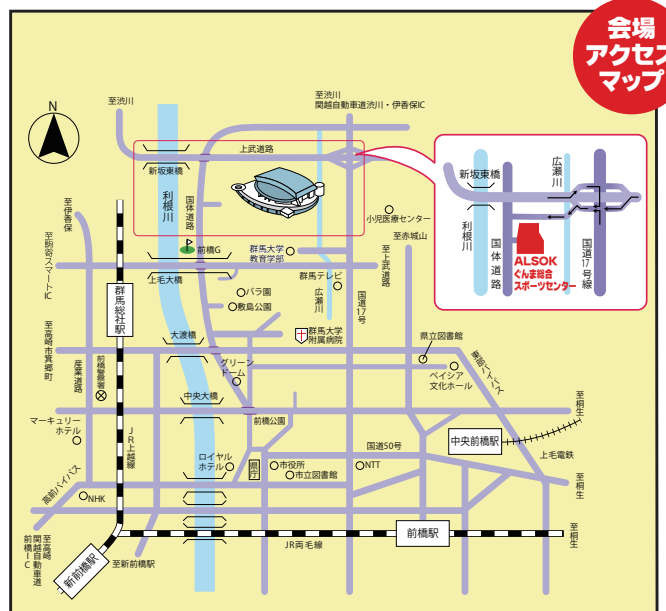 会場
アクセス
マップ
N
至渋川
至渋川
関越自動車道渋川・伊香保IC
上武道路
新坂東橋
利根川
国体道路
小児医療センター
新坂東橋
広瀬川
利根川
国体道路
国道17号線
ALSOK
ぐんま総合
スポーツセンター
至伊香保
至駒寄
スマートIC
前橋G
群馬大学
教育学部
至赤城山
至上武道路
上毛大橋
群馬テレビ
広瀬川
国道17号
バラ園
敷島公園
群馬総社駅
至高崎市箕郷町
大渡橋
群馬大学
附属病院
県立図書館
東部バイパス
産業道路
前橋警察署
グリーン
ドーム
ベイシア
文化ホール
中央大橋
前橋公園
至桐生
マーキュリー
ホテル
JR上越線
中央前橋駅
上毛電鉄
国道50号
ロイヤル
ホテル
県庁
市役所
市立図書館
NTT
至桐生
高前バイパス
NHK
至高崎
関越自動車道
前橋IC
新前橋駅
至新前橋駅
JR両毛線
前橋駅
至桐生